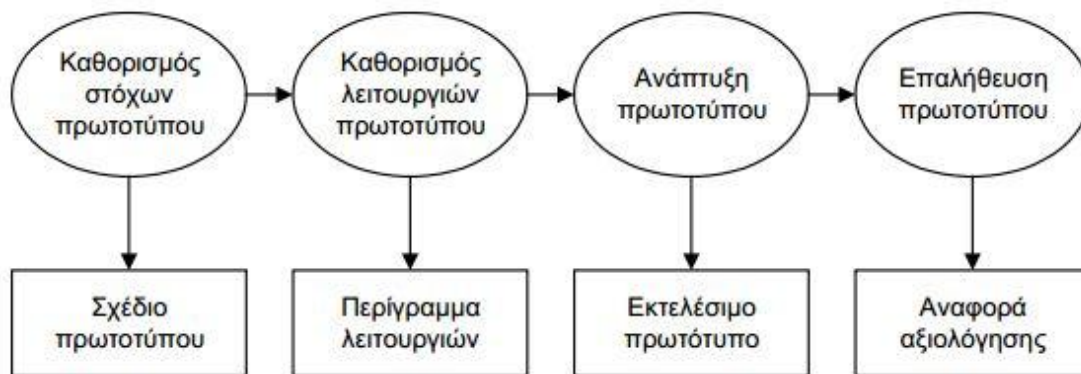 Καθορισμός
στόχων
πρωτοτύπου
Καθορισμός
λειτουργιών
πρωτοτύπου
Ανάπτυξη
πρωτοτύπου
Επαλήθευση
πρωτοτύπου
Σχέδιο
πρωτοτύπου
Περίγραμμα
λειτουργιών
Εκτελέσιμο
πρωτότυπο
Αναφορά
αξιολόγησης